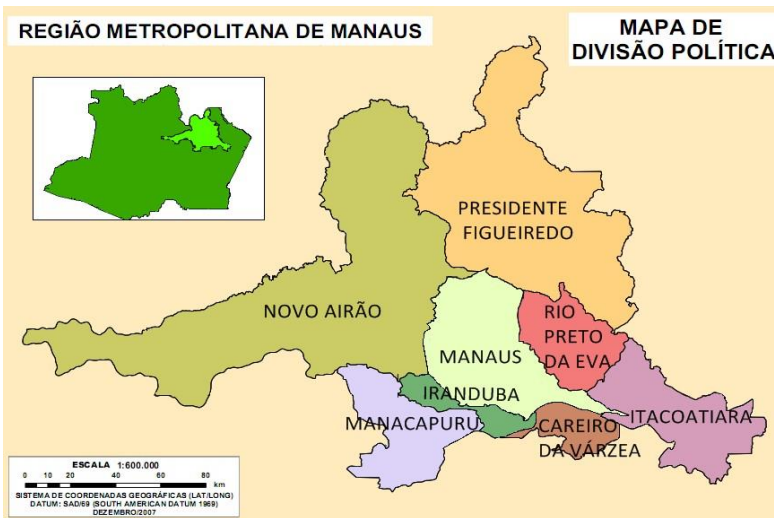 REGIÃO METROPOLITANA DE MANAUS
MAPA DE
DIVISÃO POLÍTICA
PRESIDENTE
FIGUEIREDO
NOVO AIRÃO
RIO
PRETO
DA EVA
MANAUS
IRANDUBA
MANACAPURU
CAREIRO
DA VÁRZEA
ITACOATIARA
ESCALA 1:600.000
0 10 20 40 60 80
km
SISTEMA DE COORDENADAS GEOGRÁFICAS (LAT/LONG)
DATUM: SAD/69 (SOUTH AMERICAN DATUM 1969)
DEZEMBRO/2007